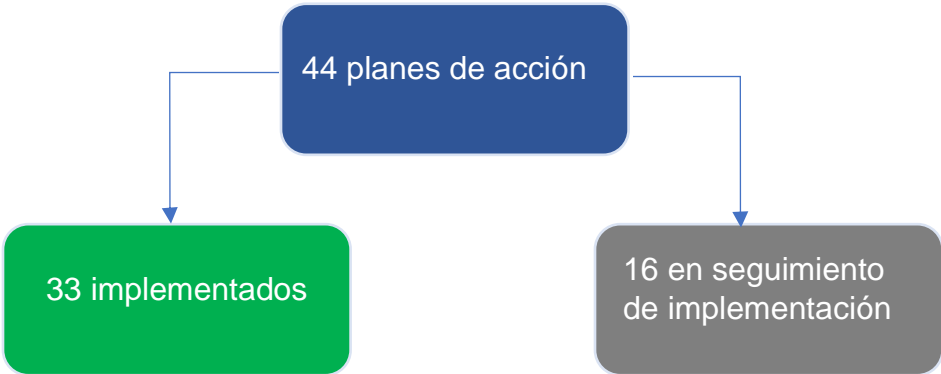 44 planes de acción
33 implementados
16 en seguimiento
de implementación